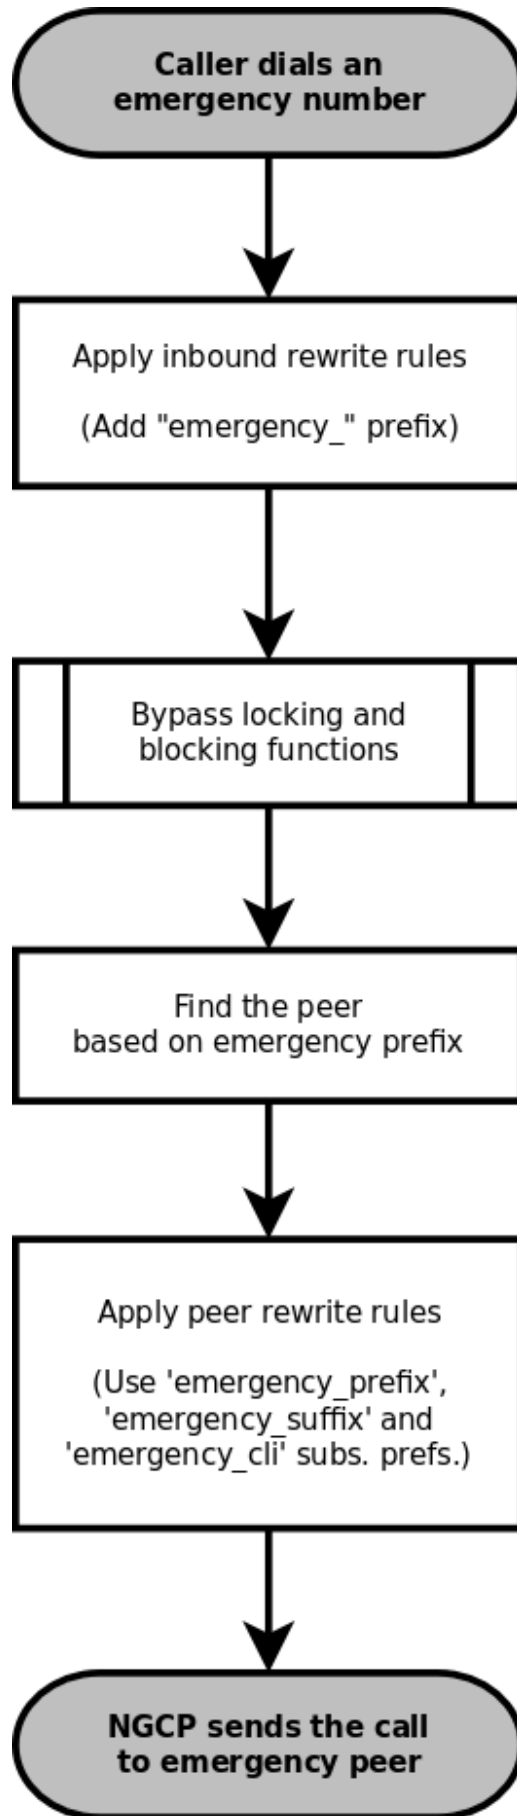 Caller dials an
emergency number
Apply inbound rewrite rules
(Add "emergency_" prefix)
Bypass locking and
blocking functions
Find the peer
based on emergency prefix
Apply peer rewrite rules
(Use 'emergency_prefix',
'emergency_suffix' and
'emergency_cli' subs. prefs.)
NGCP sends the call
to emergency peer